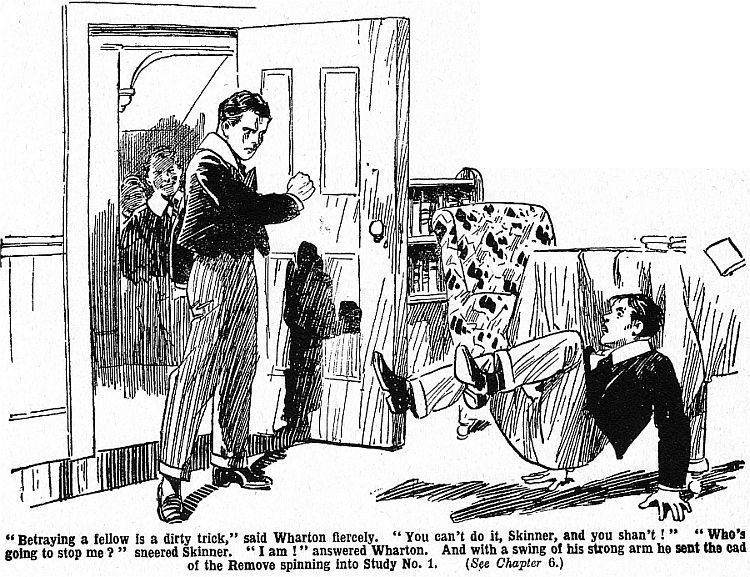 "Betraying a fellow is a dirty trick," said Wharton fiercely. "You can't do it, Skinner, and you shan't!" "Who's
going to stop me?" sneered Skinner. "I am!" answered Wharton. And with a swing of his strong arm he sent the cad
of the Remove spinning into Study No. 1. (See Chapter 6.)